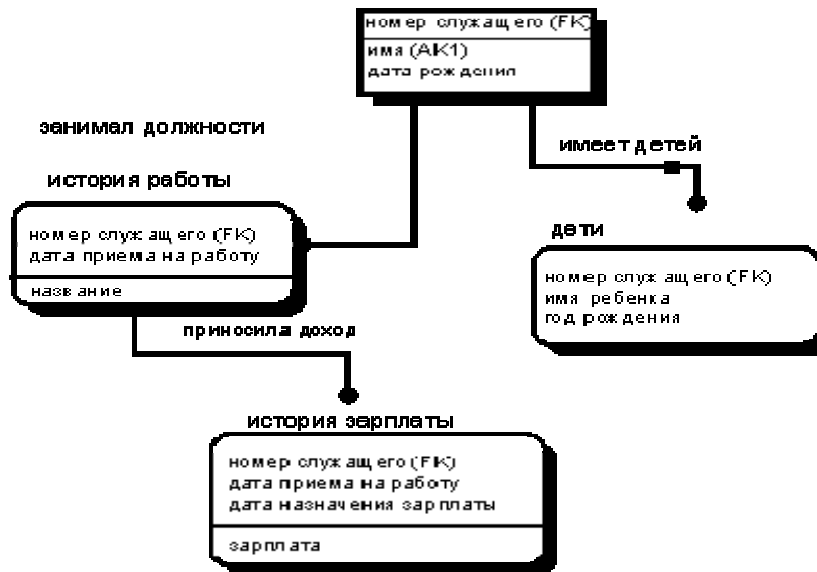 номер служащего (FK)
имя (AK1)
дата рождения
занимал должности
имеет детей
история работы
номер служащего (FK)
дата приема на работу
название
дети
номер служащего (FK)
имя ребенка
год рождения
приносила доход
история зарплаты
номер служащего (FK)
дата приема на работу
дата назначения зарплаты
зарплата